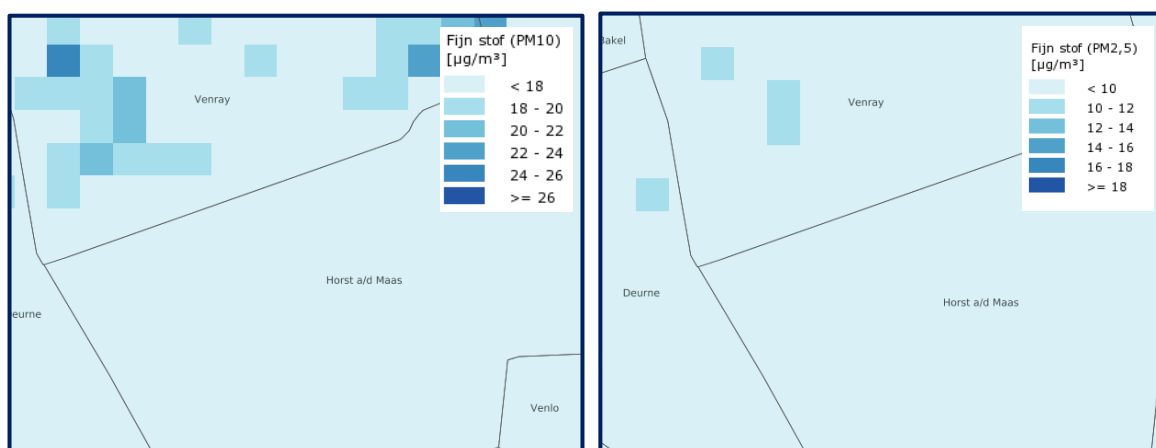 Fijn stof (PM10)
[µg/m³]
< 18
18 - 20
20 - 22
22 - 24
24 - 26
>= 26
Venray
Horst a/d Maas
eurne
Venlo
Bakel
Fijn stof (PM2,5)
[µg/m³]
< 10
10 - 12
12 - 14
14 - 16
16 - 18
>= 18
Venray
Deurne
Horst a/d Maas